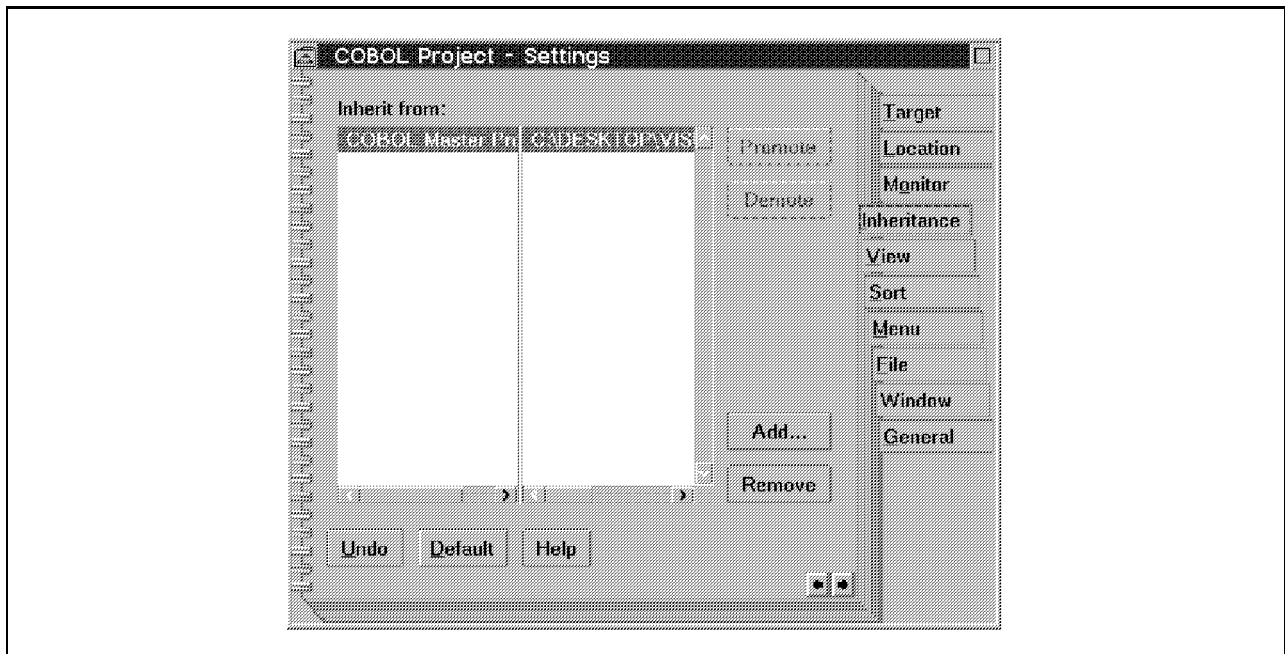 COBOL Project - Settings
Inherit from:
COBOL Master Pr C:\DESKTOP\VIS
Promote
Demote
Add...
Remove
Undo Default Help
Target
Location
Monitor
Inheritance
View
Sort
Menu
File
Window
General